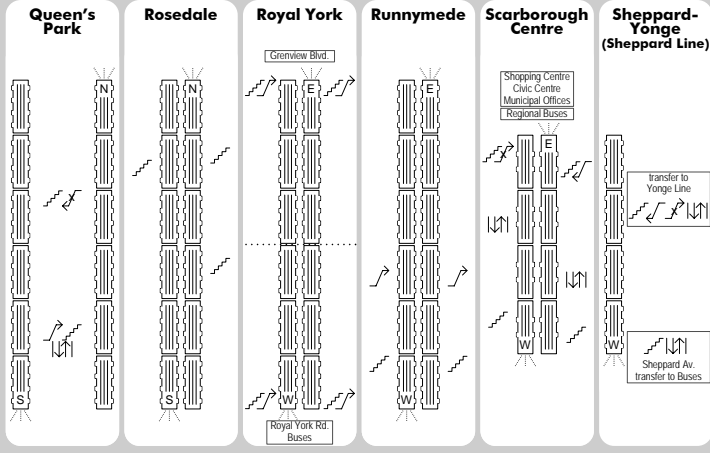 Queen's
Park
N
S
Rosedale
N
S
Royal York
Grenview Blvd.
E
W
Royal York Rd.
Buses
Runnymede
E
W
Scarborough
Centre
Shopping Centre
Civic Centre
Municipal Offices
Regional Buses
E
W
Sheppard-
Yonge
(Sheppard Line)
transfer to
Yonge Line
W
Sheppard Av.
transfer to Buses